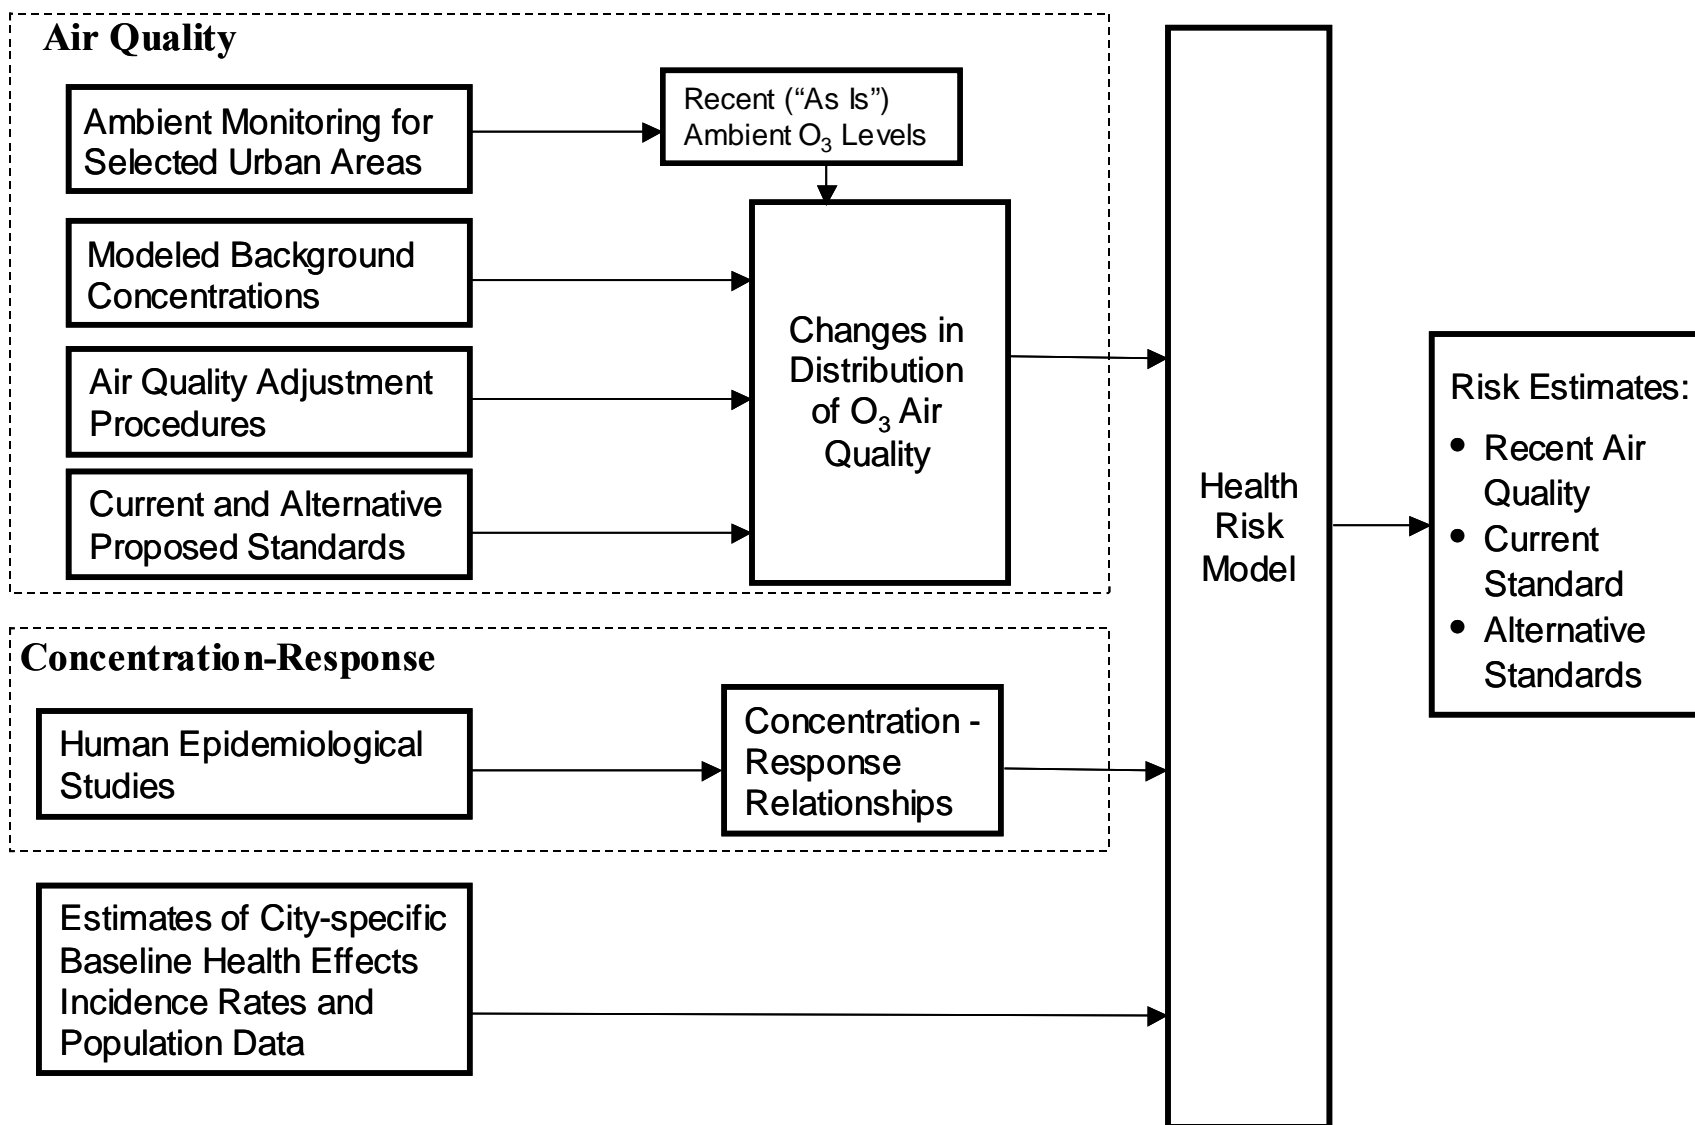 Air Quality
Ambient Monitoring for
Selected Urban Areas
Recent (“As Is”)
Ambient O3 Levels
Modeled Background
Concentrations
Air Quality Adjustment
Procedures
Current and Alternative
Proposed Standards
Changes in
Distribution
of O3 Air
Quality
Concentration-Response
Human Epidemiological
Studies
Concentration -
Response
Relationships
Estimates of City-specific
Baseline Health Effects
Incidence Rates and
Population Data
Health
Risk
Model
Risk Estimates:
• Recent Air
Quality
• Current
Standard
• Alternative
Standards